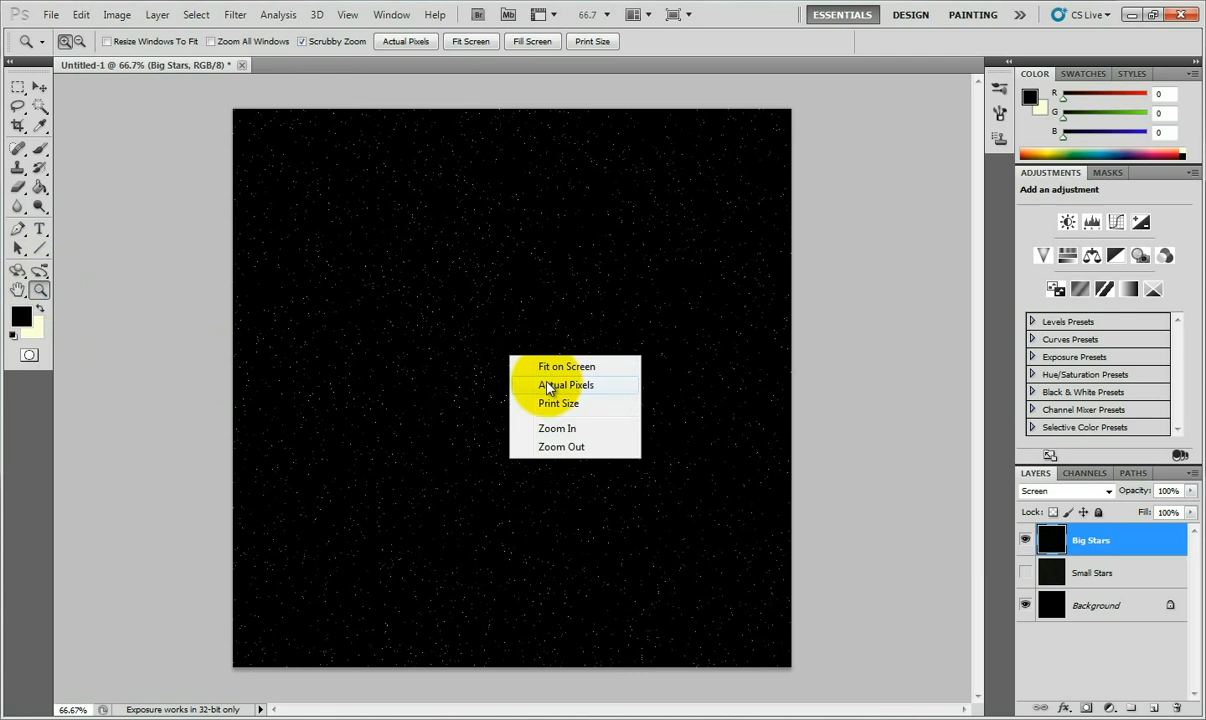 Ps File Edit Image Layer Select Filter Analysis 3D View Window Help Br Mb 66.7 ESSENTIALS DESIGN PAINTING CS Live
Resize Windows To Fit Zoom All Windows Scrubby Zoom Actual Pixels Fit Screen Fill Screen Print Size
Untitled-1 @ 66.7% (Big Stars, RGB/8) *
COLOR SWATCHES STYLES
R 0
G 0
B 0
ADJUSTMENTS MASKS
Add an adjustment
Levels Presets
Curves Presets
Exposure Presets
Hue/Saturation Presets
Black & White Presets
Channel Mixer Presets
Selective Color Presets
Fit on Screen
Actual Pixels
Print Size
Zoom In
Zoom Out
LAYERS CHANNELS PATHS
Screen Opacity: 100%
Lock: Fill: 100%
Big Stars
Small Stars
Background
66.67% Exposure works in 32-bit only